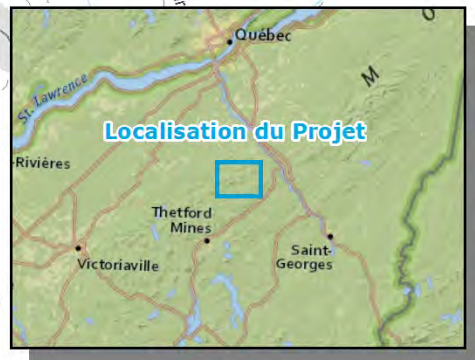 Québec
M O
St. Lawrence
Localisation du Projet
-Rivières
Thetford
Mines
Saint-
Georges
Victoriaville